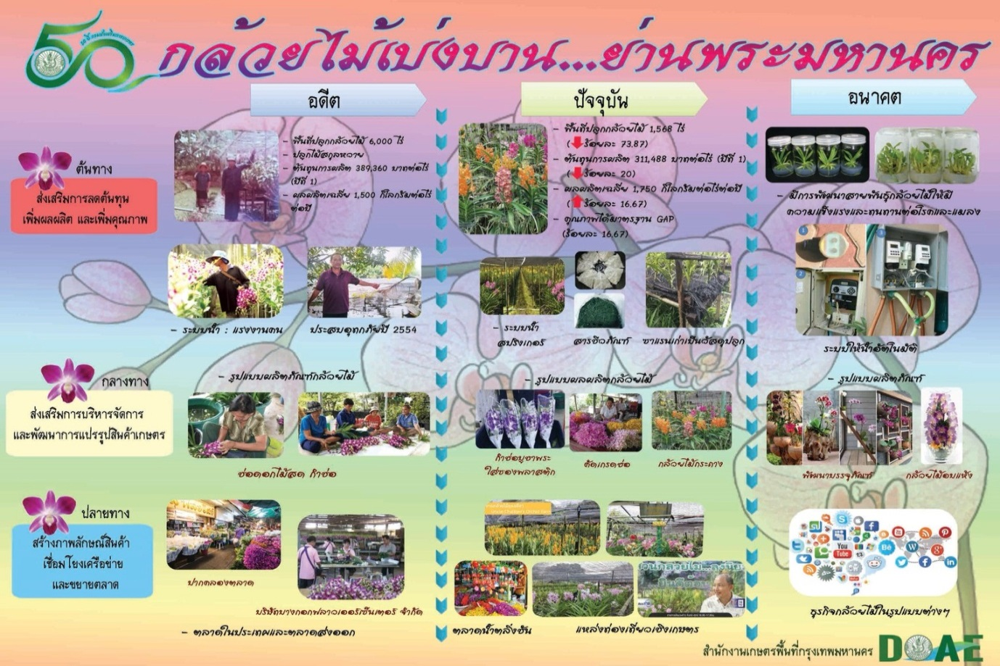 50
กล้วยไม้เบ่งบาน...ย่านพระมหานคร
อดีต
ปัจจุบัน
อนาคต
ต้นทาง
ส่งเสริมการลดต้นทุน
เพิ่มผลผลิต และเพิ่มคุณภาพ
- พื้นที่ปลูกกล้วยไม้ 6,000 ไร่
- ปลูกไม้สกุลหวาย
- ต้นทุนการผลิต 389,360 บาทต่อไร่
(ปีที่ 1)
- ผลผลิตเฉลี่ย 1,500 กิโลกรัมต่อไร่
ต่อปี
- ระบบน้ำ : แรงงานคน
ประสบอุทกภัยปี 2554
- พื้นที่ปลูกกล้วยไม้ 1,568 ไร่
(ร้อยละ 73.87)
- ต้นทุนการผลิต 311,488 บาทต่อไร่ (ปีที่ 1)
(ร้อยละ 20)
- ผลผลิตเฉลี่ย 1,750 กิโลกรัมต่อไร่ต่อปี
(ร้อยละ 16.67)
- คุณภาพได้มาตรฐาน GAP
(ร้อยละ 16.67)
- ระบบน้ำ
สปริงเกอร์
สารชีวภัณฑ์
ซาแรนเก่าเป็นวัสดุปลูก
- มีการพัฒนาสายพันธุ์กล้วยไม้ให้มี
ความแข็งแรงและทนทานต่อโรคและแมลง
1
2
3
ระบบให้น้ำอัตโนมัติ
กลางทาง
ส่งเสริมการบริหารจัดการ
และพัฒนาการแปรรูปสินค้าเกษตร
- รูปแบบผลิตภัณฑ์กล้วยไม้
ช่อดอกไม้สด กำช่อ
- รูปแบบผลผลิตกล้วยไม้
กำช่อบูชาพระ
ใส่ซองพลาสติก
คัดเกรดช่อ
กล้วยไม้กระถาง
- รูปแบบผลิตภัณฑ์
พัฒนาบรรจุภัณฑ์
กล้วยไม้อบแห้ง
ปลายทาง
สร้างภาพลักษณ์สินค้า
เชื่อมโยงเครือข่าย
และขยายตลาด
ปากคลองตลาด
บริษัทบางกอกฟลาวเออร์เซ็นเตอร์ จำกัด
- ตลาดในประเทศและตลาดส่งออก
ตลาดน้ำตลิ่งชัน
แหล่งท่องเที่ยวเชิงเกษตร
You
Tube
Bē
W
g+
in
ธุรกิจกล้วยไม้ในรูปแบบต่างๆ
สำนักงานเกษตรพื้นที่กรุงเทพมหานคร
DOAE